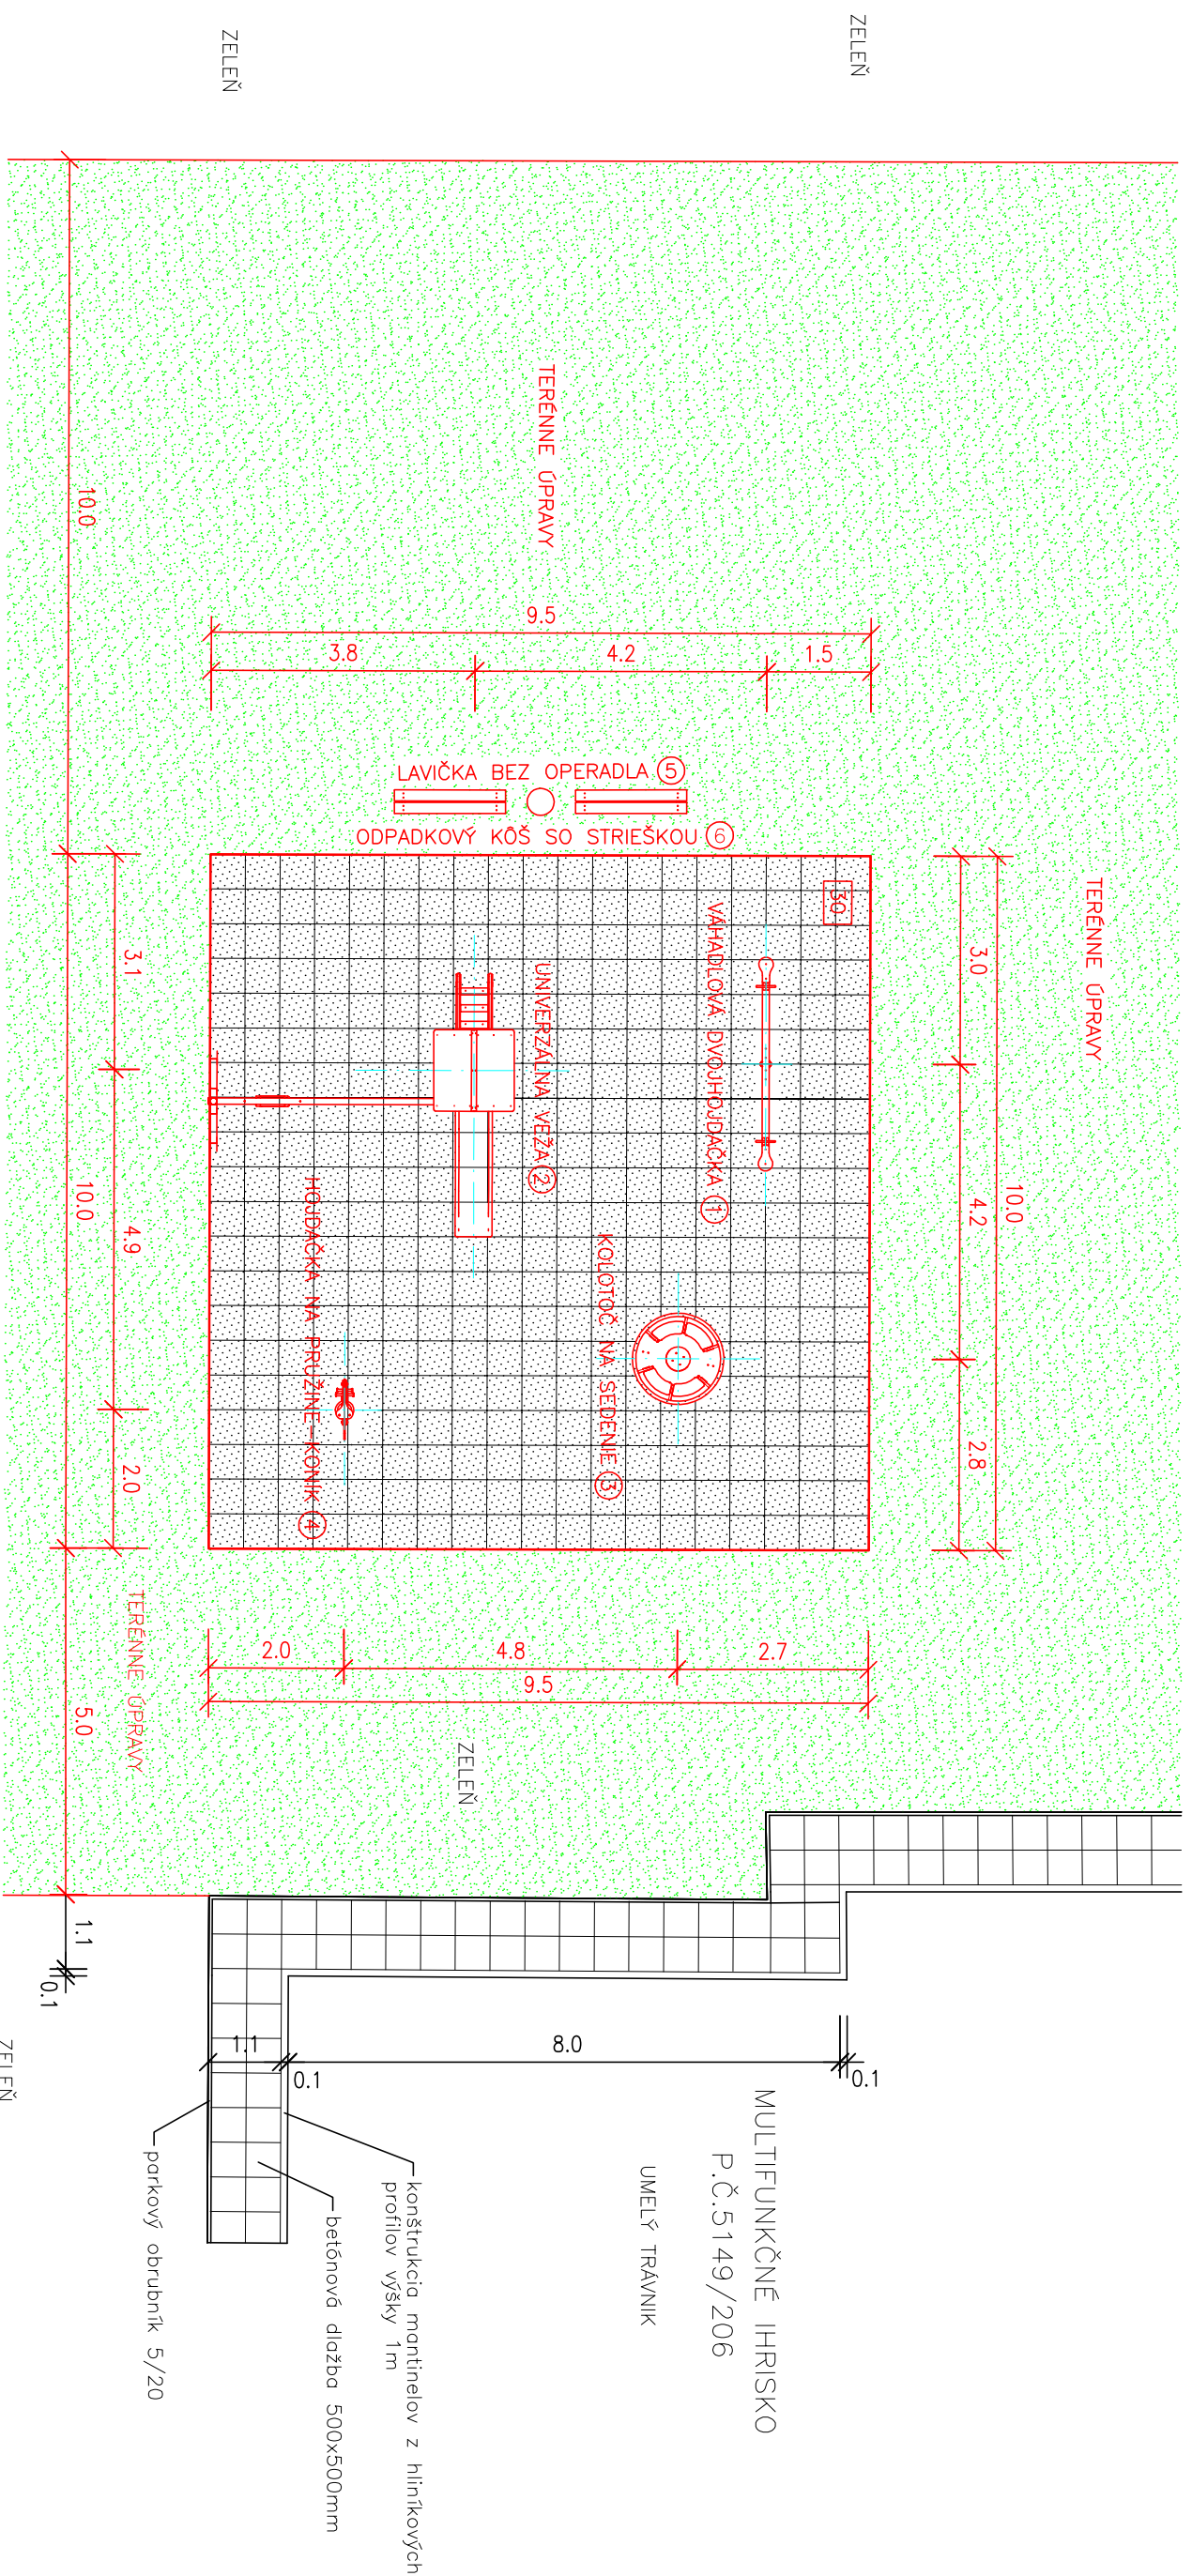 ZELEŇ
ZELEŇ
TERÉNNE ÚPRAVY
10.0
9.5
3.8
4.2
1.5
LAVIČKA BEZ OPERADLA 5
ODPADKOVÝ KÔŠ SO STRIEŠKOU 6
TERÉNNE ÚPRAVY
10.0
3.0
4.2
2.8
30
VÁHADLOVÁ DVOJHOJDAČKA 1
UNIVERZÁLNA VEŽA 2
KOLOTOČ NA SEDENIE 3
HOJDAČKA NA PRUŽINE-KONÍK 4
3.1
4.9
2.0
10.0
TERÉNNE ÚPRAVY
5.0
2.0
4.8
2.7
9.5
ZELEŇ
1.1
0.1
ZELEŇ
1.1
0.1
8.0
0.1
MULTIFUNKČNÉ IHRISKO
P.Č.5149/206
UMELÝ TRÁVNIK
konštrukcia mantinelov z hliníkových
profilov výšky 1m
betónová dlažba 500x500mm
parkový obrubník 5/20